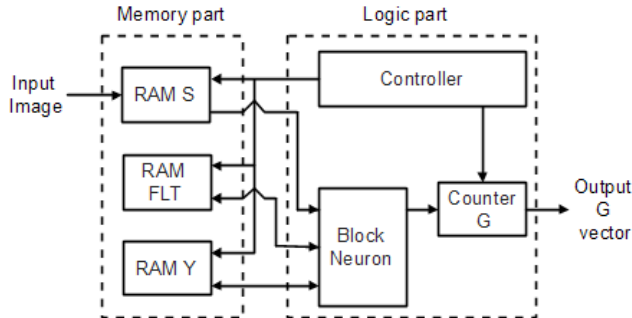 Memory part
Logic part
Input
Image
RAM S
Controller
RAM
FLT
Block
Neuron
Counter
G
Output
G
vector
RAM Y